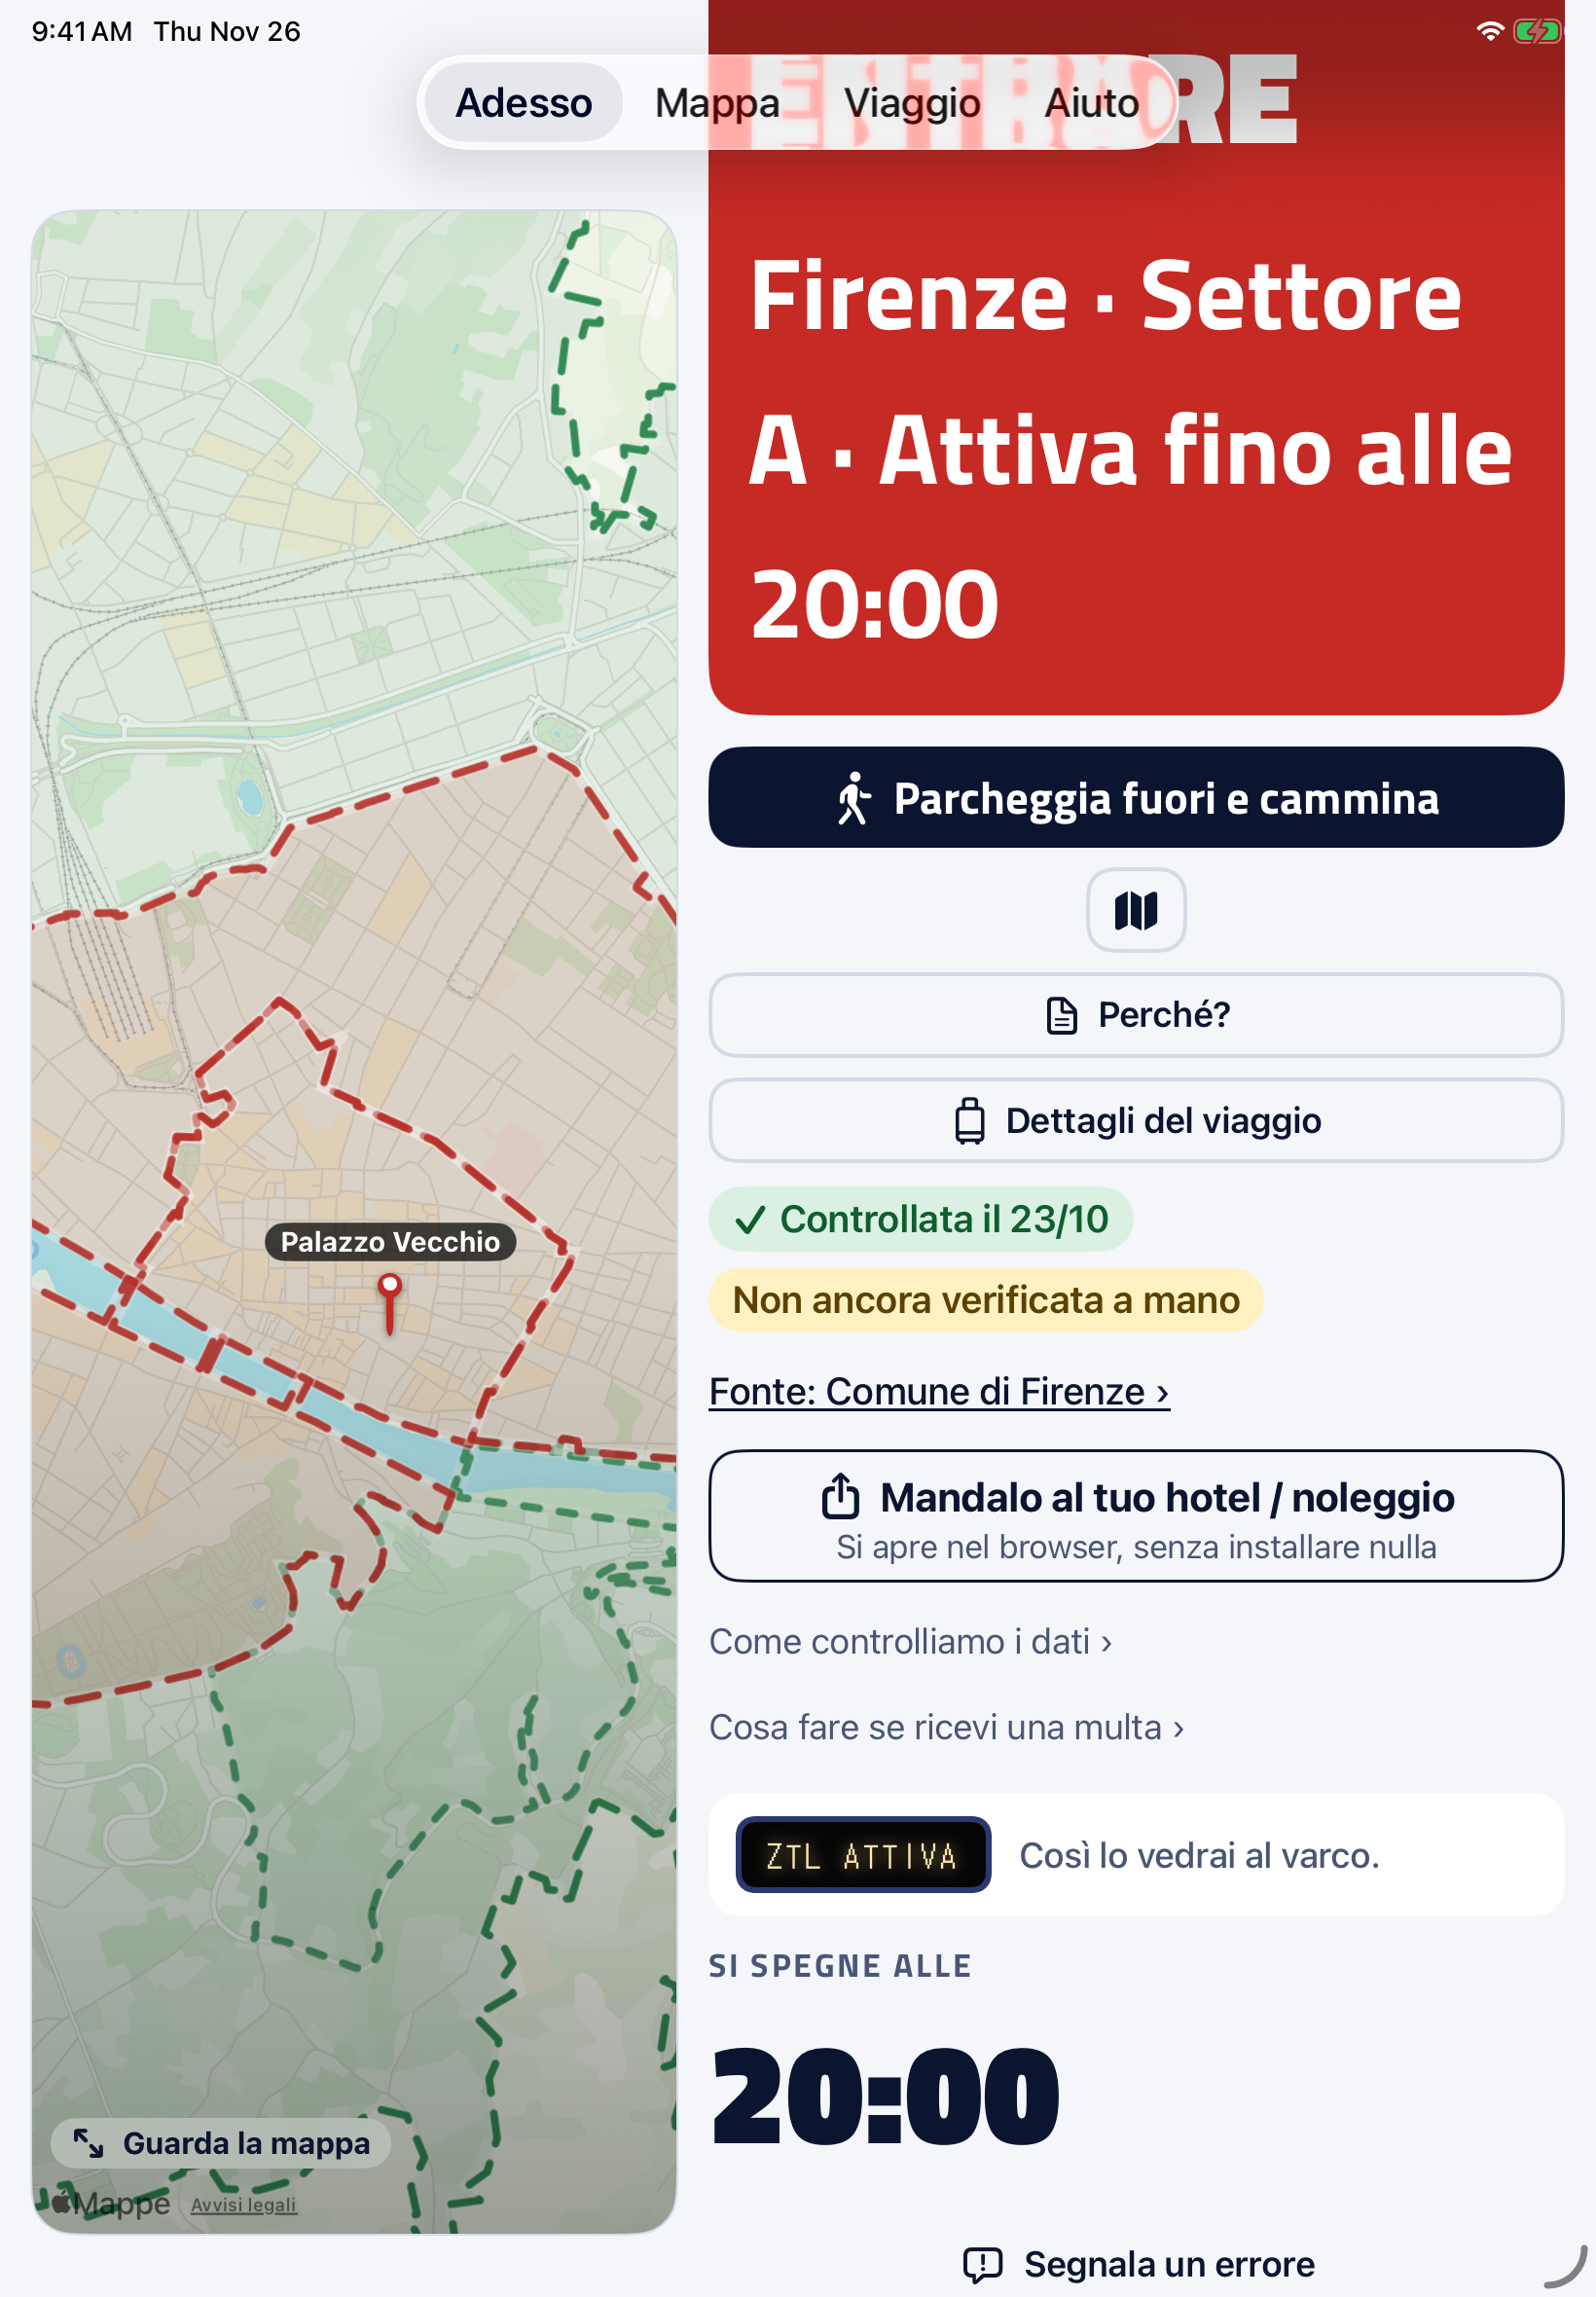 9:41 AM Thu Nov 26
Adesso Mappa Viaggio Aiuto
Firenze · Settore
A · Attiva fino alle
20:00
Parcheggia fuori e cammina
Perché?
Dettagli del viaggio
Controllata il 23/10
Non ancora verificata a mano
Fonte: Comune di Firenze ›
Mandalo al tuo hotel / noleggio
Si apre nel browser, senza installare nulla
Come controlliamo i dati ›
Cosa fare se ricevi una multa ›
ZTL ATTIVA Così lo vedrai al varco.
SI SPEGNE ALLE
20:00
Segnala un errore
Palazzo Vecchio
Guarda la mappa
Mappe Avvisi legali